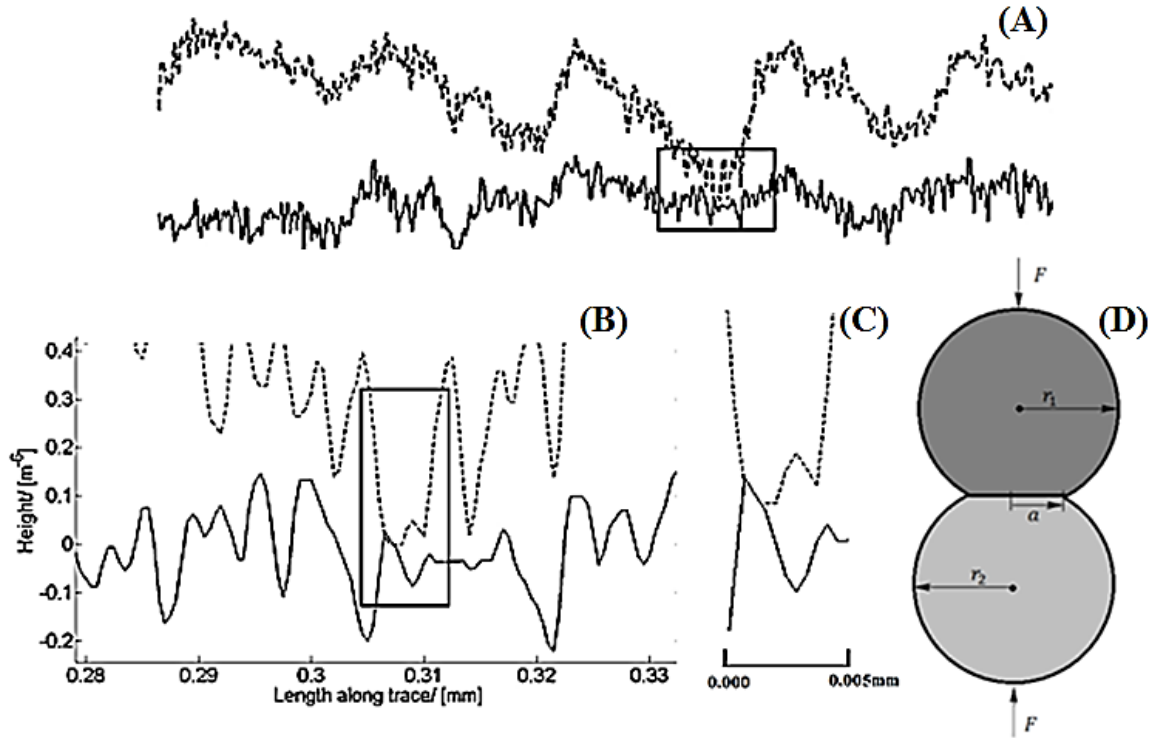 (A)
(B)
(C)
(D)
0.4
0.3
0.2
0.1
0
-0.1
-0.2
Height/ [m⁻⁶]
0.28
0.29
0.3
0.31
0.32
0.33
Length along trace/ [mm]
0.000
0.005mm
F
r₁
a
r₂
F